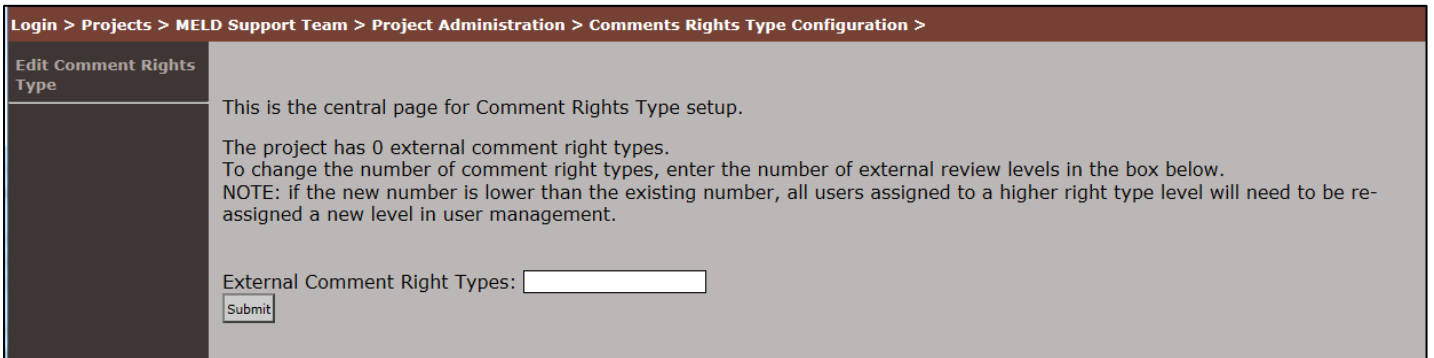 Login > Projects > MELD Support Team > Project Administration > Comments Rights Type Configuration >
Edit Comment Rights
Type
This is the central page for Comment Rights Type setup.
The project has 0 external comment right types.
To change the number of comment right types, enter the number of external review levels in the box below.
NOTE: if the new number is lower than the existing number, all users assigned to a higher right type level will need to be re-
assigned a new level in user management.
External Comment Right Types:
Submit